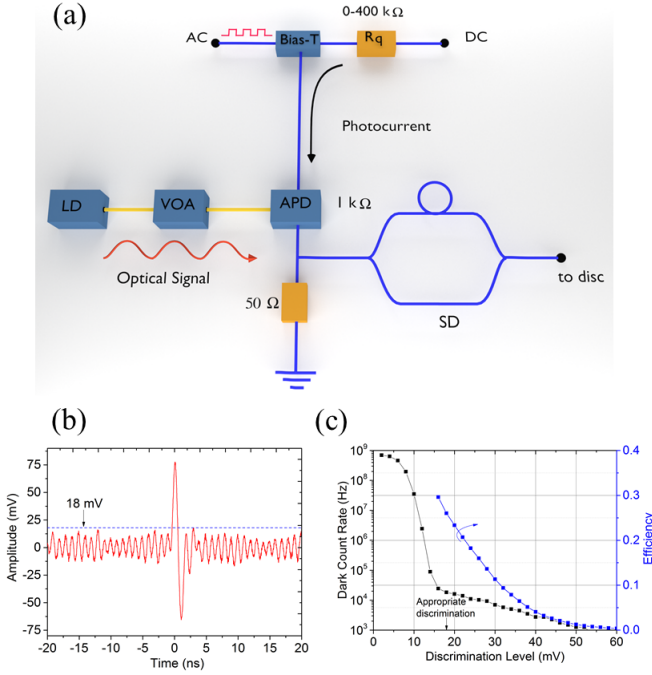 (a)
0-400 k Ω
AC
Bias-T
Rq
DC
Photocurrent
LD
VOA
APD
1 k Ω
Optical Signal
50 Ω
SD
to disc
(b)
(c)
75
50
25
0
-25
-50
-75
18 mV
Amplitude (mV)
-20 -15 -10 -5 0 5 10 15 20
Time (ns)
10⁹
10⁸
10⁷
10⁶
10⁵
10⁴
10³
Dark Count Rate (Hz)
Appropriate
discrimination
0.4
0.3
0.2
0.1
0.0
Efficiency
0 10 20 30 40 50 60
Discrimination Level (mV)